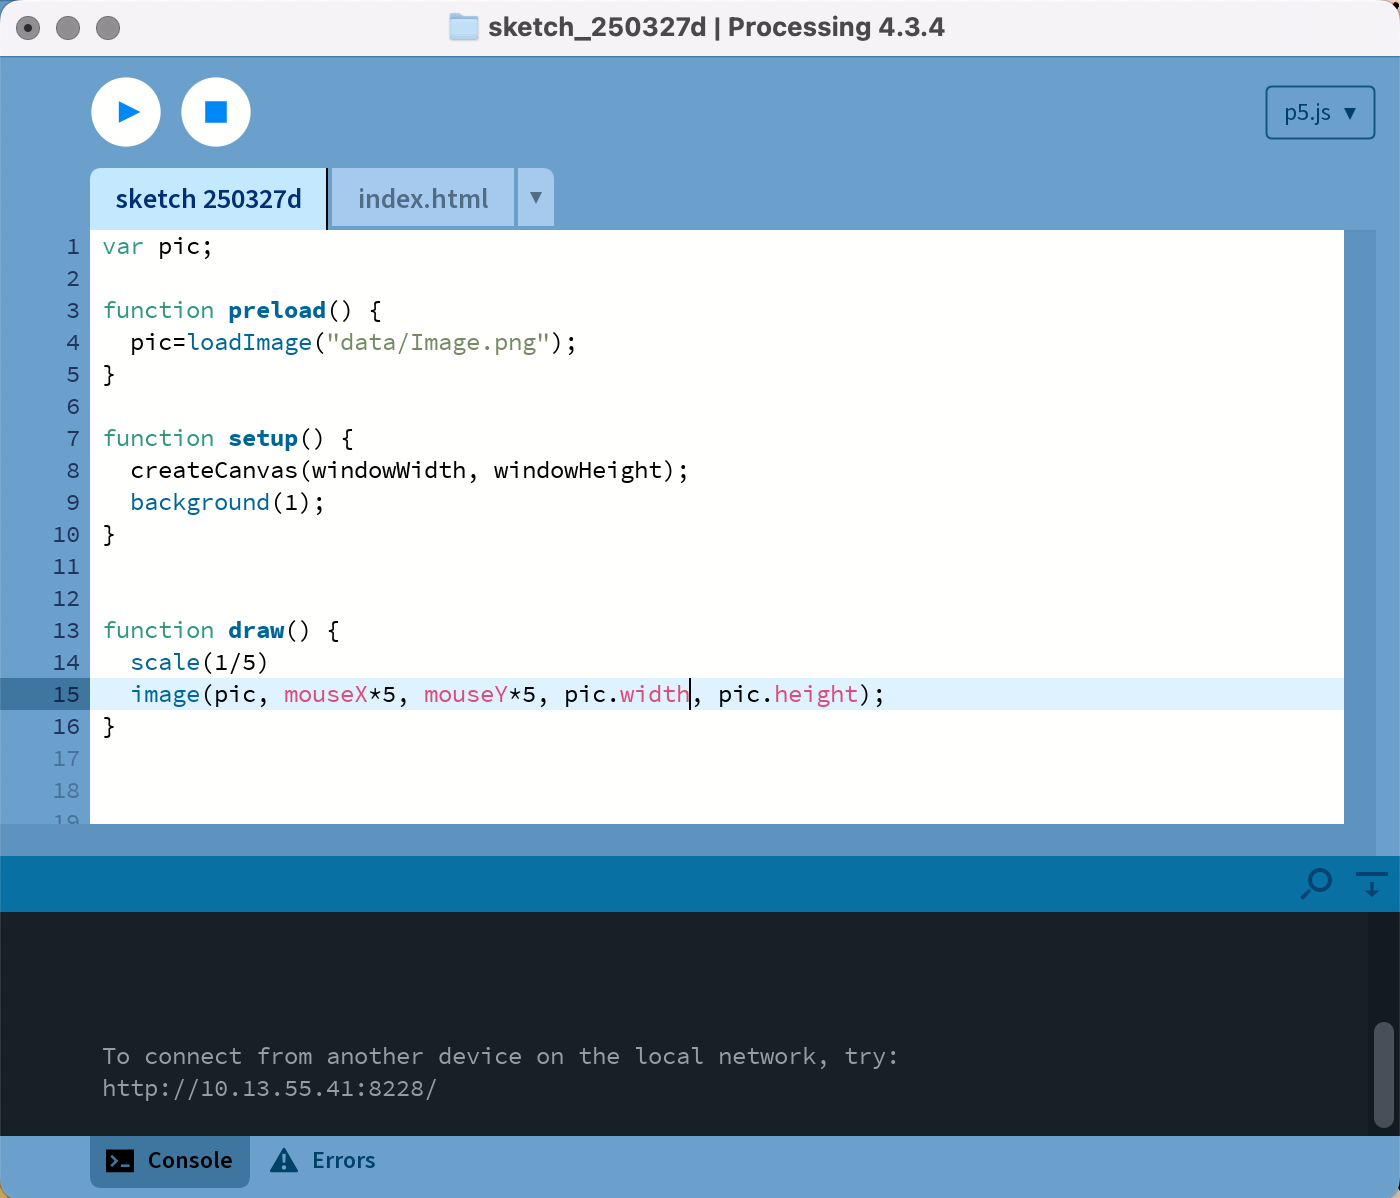 sketch_250327d | Processing 4.3.4
p5.js ▼
sketch 250327d index.html ▼
1 var pic;
2
3 function preload() {
4   pic=loadImage("data/Image.png");
5 }
6
7 function setup() {
8   createCanvas(windowWidth, windowHeight);
9   background(1);
10 }
11
12
13 function draw() {
14   scale(1/5)
15   image(pic, mouseX*5, mouseY*5, pic.width, pic.height);
16 }
17
18
19
To connect from another device on the local network, try:
http://10.13.55.41:8228/
Console Errors